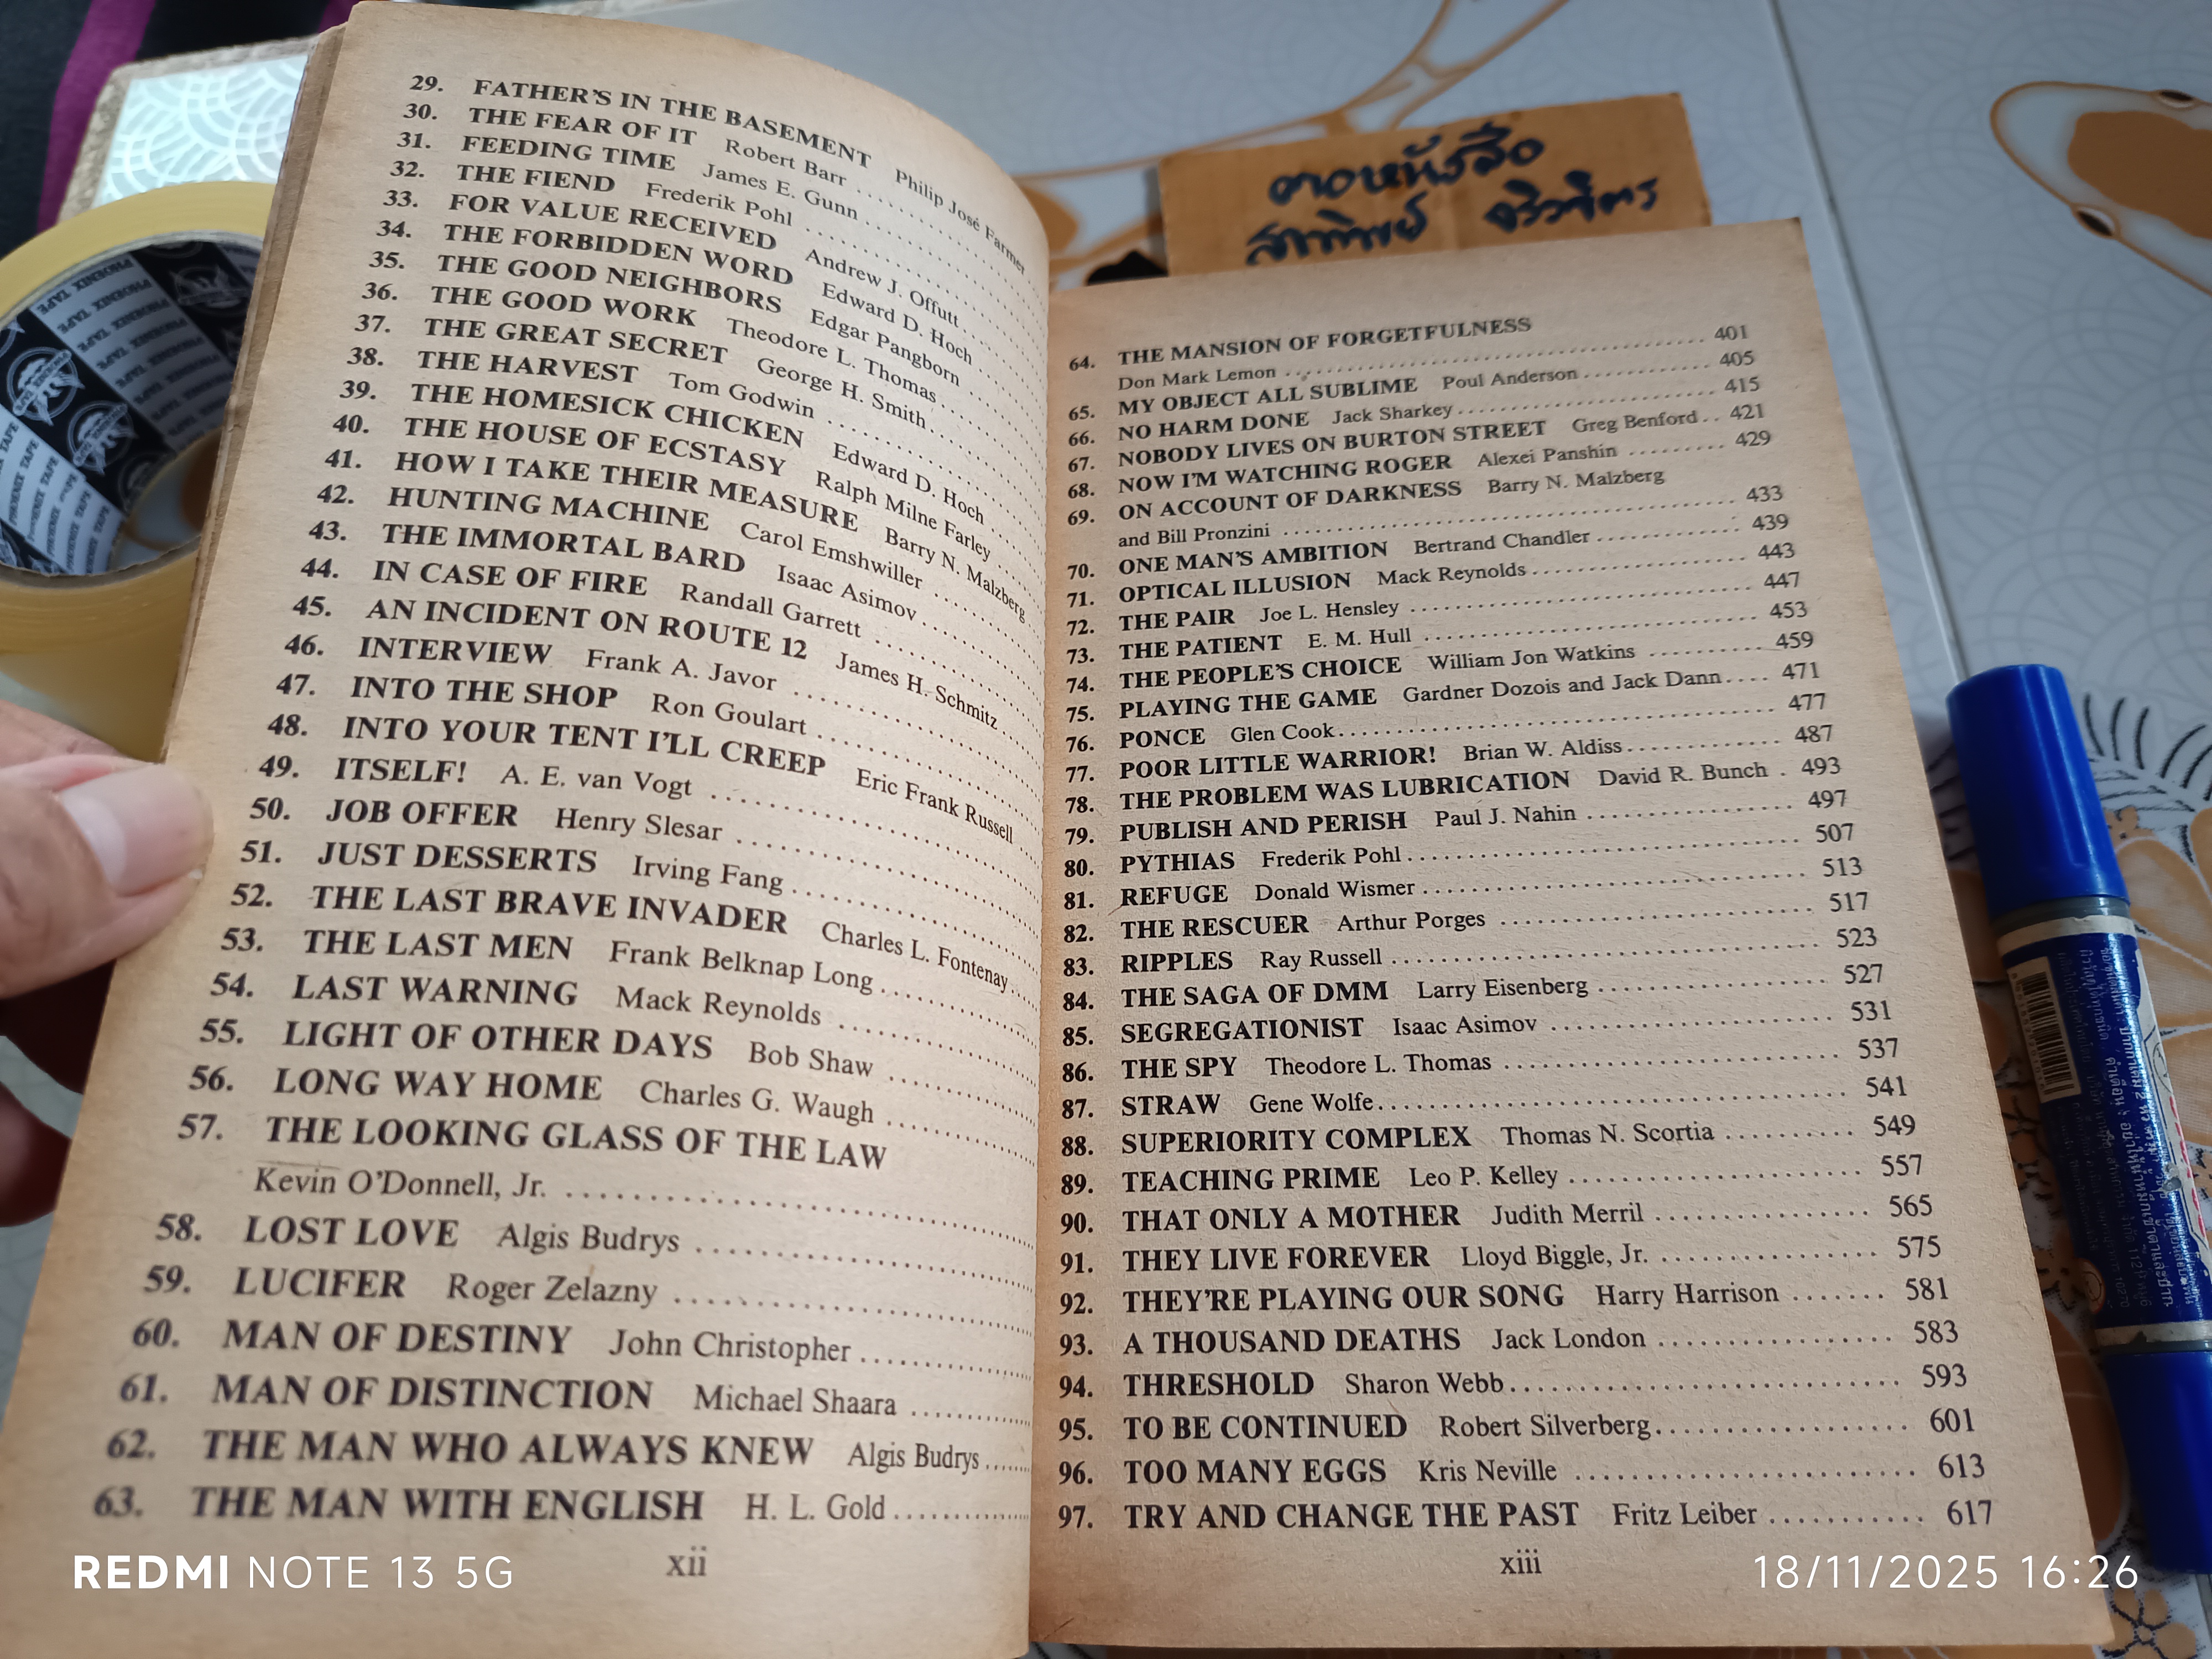 29. FATHER'S IN THE BASEMENT Philip José Farmer
30. THE FEAR OF IT Robert Barr ..........
31. FEEDING TIME James E. Gunn ..........
32. THE FIEND Frederik Pohl ..........
33. FOR VALUE RECEIVED Andrew J. Offutt ..........
34. THE FORBIDDEN WORD Edward D. Hoch ..........
35. THE GOOD NEIGHBORS Edgar Pangborn ..........
36. THE GOOD WORK Theodore L. Thomas ..........
37. THE GREAT SECRET George H. Smith ..........
38. THE HARVEST Tom Godwin ..........
39. THE HOMESICK CHICKEN Edward D. Hoch ..........
40. THE HOUSE OF ECSTASY Ralph Milne Farley ..........
41. HOW I TAKE THEIR MEASURE Barry N. Malzberg
42. HUNTING MACHINE Carol Emshwiller ..........
43. THE IMMORTAL BARD Isaac Asimov ..........
44. IN CASE OF FIRE Randall Garrett ..........
45. AN INCIDENT ON ROUTE 12 James H. Schmitz ..........
46. INTERVIEW Frank A. Javor ..........
47. INTO THE SHOP Ron Goulart ..........
48. INTO YOUR TENT I'LL CREEP Eric Frank Russell
49. ITSELF! A. E. van Vogt ..........
50. JOB OFFER Henry Slesar ..........
51. JUST DESSERTS Irving Fang ..........
52. THE LAST BRAVE INVADER Charles L. Fontenay ....
53. THE LAST MEN Frank Belknap Long ..........
54. LAST WARNING Mack Reynolds ..........
55. LIGHT OF OTHER DAYS Bob Shaw ..........
56. LONG WAY HOME Charles G. Waugh ..........
57. THE LOOKING GLASS OF THE LAW
Kevin O'Donnell, Jr. ..........
58. LOST LOVE Algis Budrys ..........
59. LUCIFER Roger Zelazny ..........
60. MAN OF DESTINY John Christopher ..........
61. MAN OF DISTINCTION Michael Shaara ..........
62. THE MAN WHO ALWAYS KNEW Algis Budrys ......
63. THE MAN WITH ENGLISH H. L. Gold ..........
xii
64. THE MANSION OF FORGETFULNESS
Don Mark Lemon .......... 401
65. MY OBJECT ALL SUBLIME Poul Anderson .......... 405
66. NO HARM DONE Jack Sharkey .......... 415
67. NOBODY LIVES ON BURTON STREET Greg Benford .. 421
68. NOW I'M WATCHING ROGER Alexei Panshin .......... 429
69. ON ACCOUNT OF DARKNESS Barry N. Malzberg
and Bill Pronzini .......... 433
70. ONE MAN'S AMBITION Bertrand Chandler .......... 439
71. OPTICAL ILLUSION Mack Reynolds .......... 443
72. THE PAIR Joe L. Hensley .......... 447
73. THE PATIENT E. M. Hull .......... 453
74. THE PEOPLE'S CHOICE William Jon Watkins .......... 459
75. PLAYING THE GAME Gardner Dozois and Jack Dann .... 471
76. PONCE Glen Cook .......... 477
77. POOR LITTLE WARRIOR! Brian W. Aldiss .......... 487
78. THE PROBLEM WAS LUBRICATION David R. Bunch . 493
79. PUBLISH AND PERISH Paul J. Nahin .......... 497
80. PYTHIAS Frederik Pohl .......... 507
81. REFUGE Donald Wismer .......... 513
82. THE RESCUER Arthur Porges .......... 517
83. RIPPLES Ray Russell .......... 523
84. THE SAGA OF DMM Larry Eisenberg .......... 527
85. SEGREGATIONIST Isaac Asimov .......... 531
86. THE SPY Theodore L. Thomas .......... 537
87. STRAW Gene Wolfe .......... 541
88. SUPERIORITY COMPLEX Thomas N. Scortia .......... 549
89. TEACHING PRIME Leo P. Kelley .......... 557
90. THAT ONLY A MOTHER Judith Merril .......... 565
91. THEY LIVE FOREVER Lloyd Biggle, Jr. .......... 575
92. THEY'RE PLAYING OUR SONG Harry Harrison ....... 581
93. A THOUSAND DEATHS Jack London .......... 583
94. THRESHOLD Sharon Webb .......... 593
95. TO BE CONTINUED Robert Silverberg .......... 601
96. TOO MANY EGGS Kris Neville .......... 613
97. TRY AND CHANGE THE PAST Fritz Leiber .......... 617
xiii
PHOENIX TAPE
REDMI NOTE 13 5G
18/11/2025 16:26